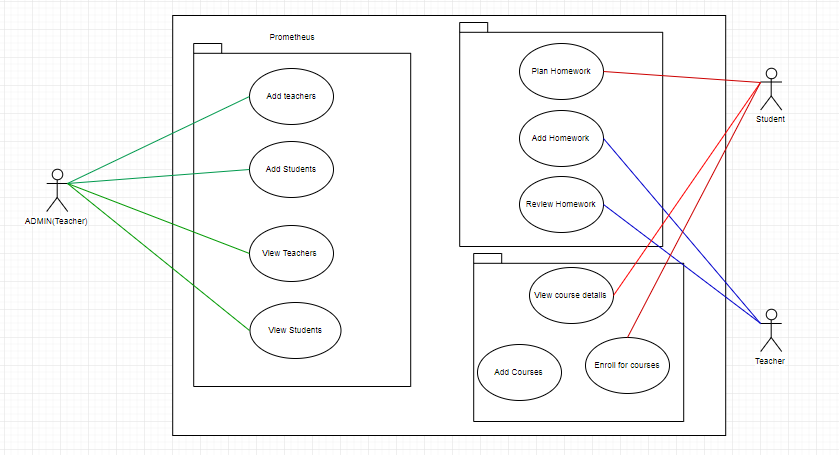 Prometheus
Add teachers
Add Students
View Teachers
View Students
ADMIN(Teacher)
Plan Homework
Add Homework
Review Homework
View course details
Add Courses
Enroll for courses
Student
Teacher